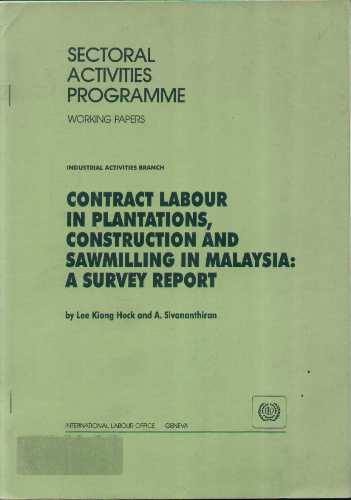 SECTORAL
ACTIVITIES
PROGRAMME
WORKING PAPERS
INDUSTRIAL ACTIVITIES BRANCH
CONTRACT LABOUR
IN PLANTATIONS,
CONSTRUCTION AND
SAWMILLING IN MALAYSIA:
A SURVEY REPORT
by Lee Kiong Hock and A. Sivananthiran
INTERNATIONAL LABOUR OFFICE GENEVA